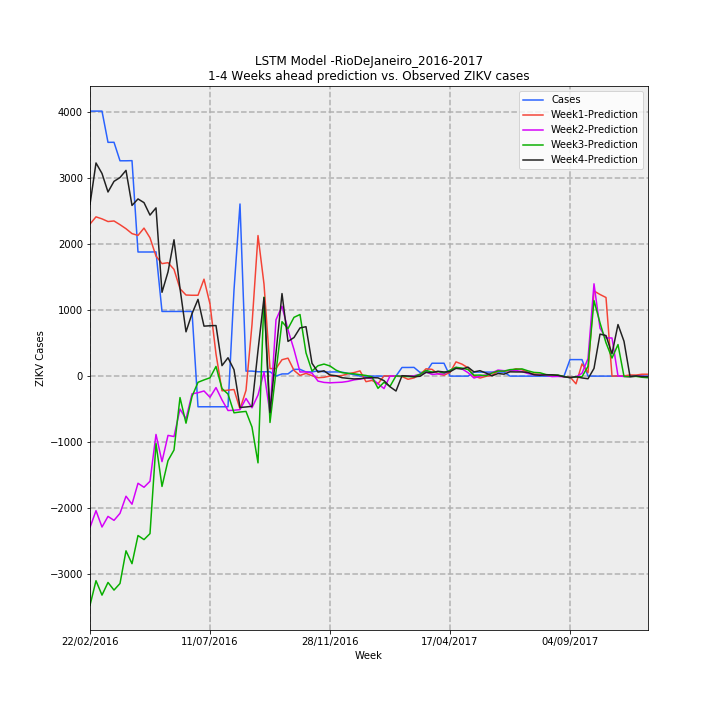 LSTM Model -RioDeJaneiro_2016-2017
1-4 Weeks ahead prediction vs. Observed ZIKV cases
Cases
Week1-Prediction
Week2-Prediction
Week3-Prediction
Week4-Prediction
4000
3000
2000
1000
0
−1000
−2000
−3000
ZIKV Cases
22/02/2016 11/07/2016 28/11/2016 17/04/2017 04/09/2017
Week